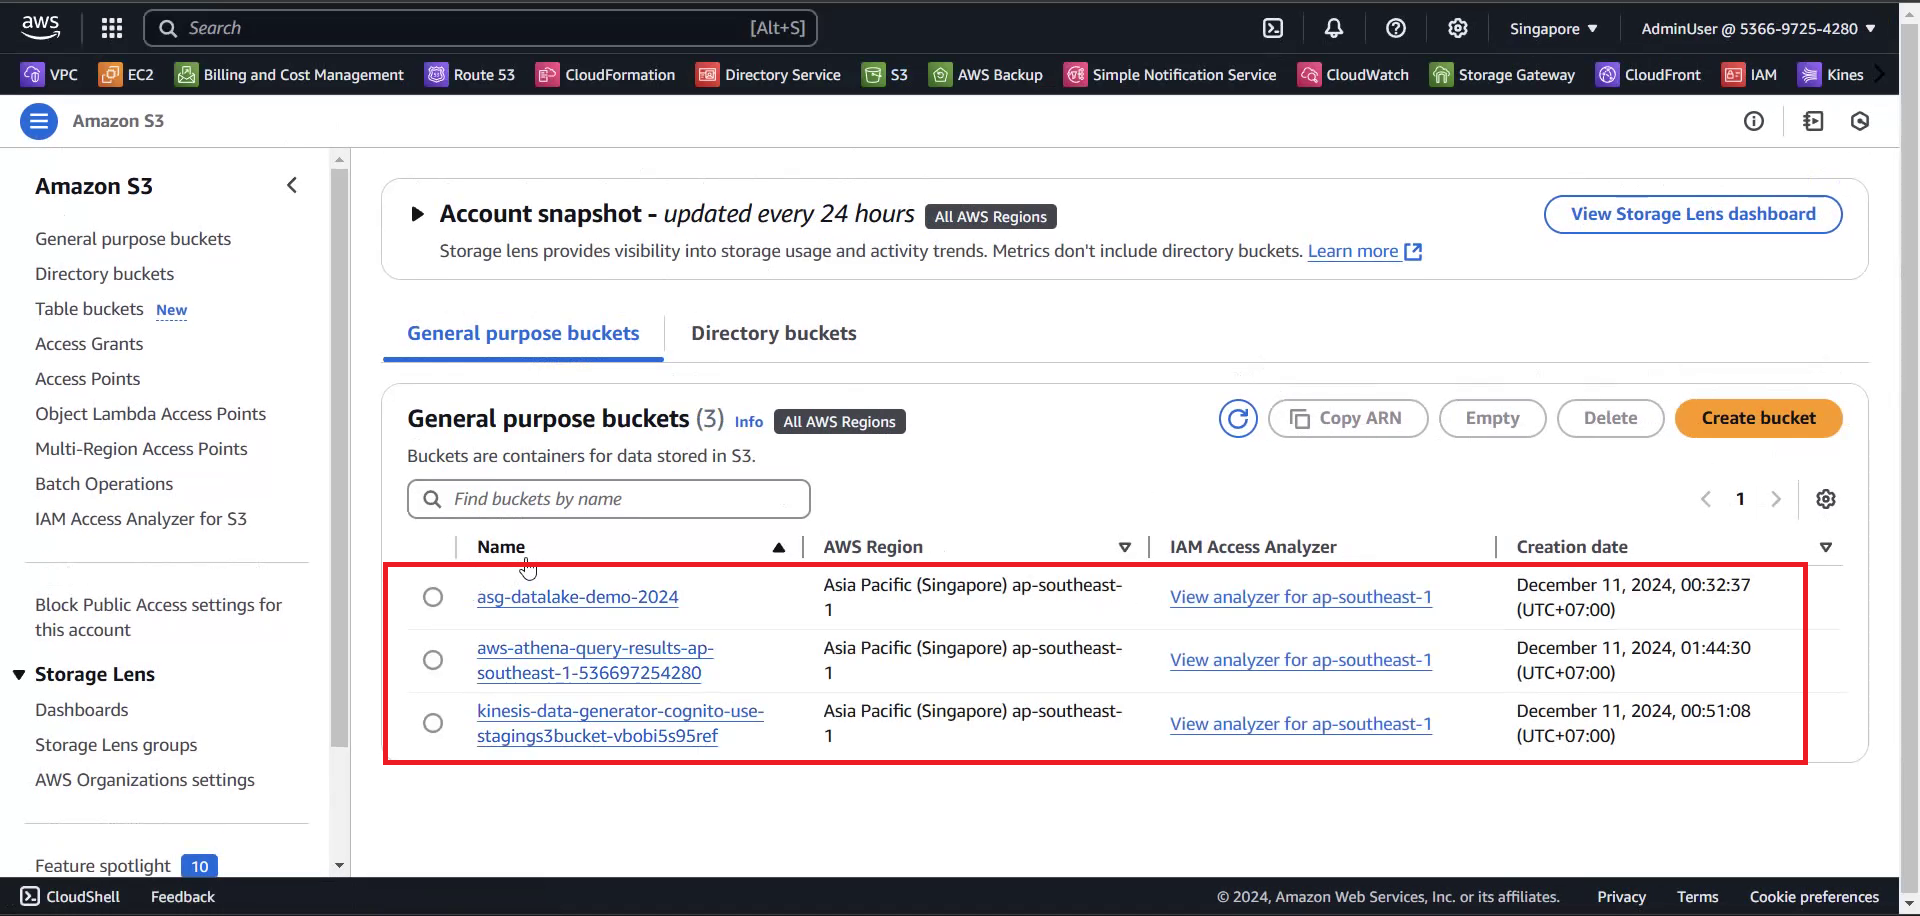 aws
Search
[Alt+S]
Singapore
AdminUser @ 5366-9725-4280
VPC
EC2
Billing and Cost Management
Route 53
CloudFormation
Directory Service
S3
AWS Backup
Simple Notification Service
CloudWatch
Storage Gateway
CloudFront
IAM
Kines
Amazon S3
Amazon S3
General purpose buckets
Directory buckets
Table buckets New
Access Grants
Access Points
Object Lambda Access Points
Multi-Region Access Points
Batch Operations
IAM Access Analyzer for S3
Block Public Access settings for
this account
Storage Lens
Dashboards
Storage Lens groups
AWS Organizations settings
Feature spotlight 10
Account snapshot - updated every 24 hours All AWS Regions
Storage lens provides visibility into storage usage and activity trends. Metrics don't include directory buckets. Learn more
View Storage Lens dashboard
General purpose buckets
Directory buckets
General purpose buckets (3) Info All AWS Regions
Copy ARN
Empty
Delete
Create bucket
Buckets are containers for data stored in S3.
Find buckets by name
1
Name
AWS Region
IAM Access Analyzer
Creation date
asg-datalake-demo-2024
Asia Pacific (Singapore) ap-southeast-
1
View analyzer for ap-southeast-1
December 11, 2024, 00:32:37
(UTC+07:00)
aws-athena-query-results-ap-
southeast-1-536697254280
Asia Pacific (Singapore) ap-southeast-
1
View analyzer for ap-southeast-1
December 11, 2024, 01:44:30
(UTC+07:00)
kinesis-data-generator-cognito-use-
stagings3bucket-vbobi5s95ref
Asia Pacific (Singapore) ap-southeast-
1
View analyzer for ap-southeast-1
December 11, 2024, 00:51:08
(UTC+07:00)
CloudShell
Feedback
© 2024, Amazon Web Services, Inc. or its affiliates.
Privacy
Terms
Cookie preferences